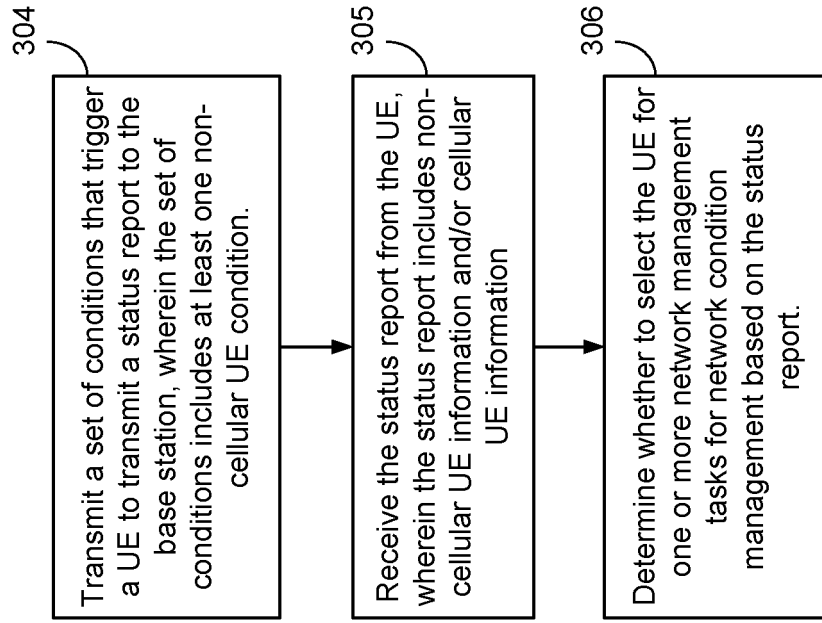 304
Transmit a set of conditions that trigger
a UE to transmit a status report to the
base station, wherein the set of
conditions includes at least one non-
cellular UE condition.
305
Receive the status report from the UE,
wherein the status report includes non-
cellular UE information and/or cellular
UE information
306
Determine whether to select the UE for
one or more network management
tasks for network condition
management based on the status
report.